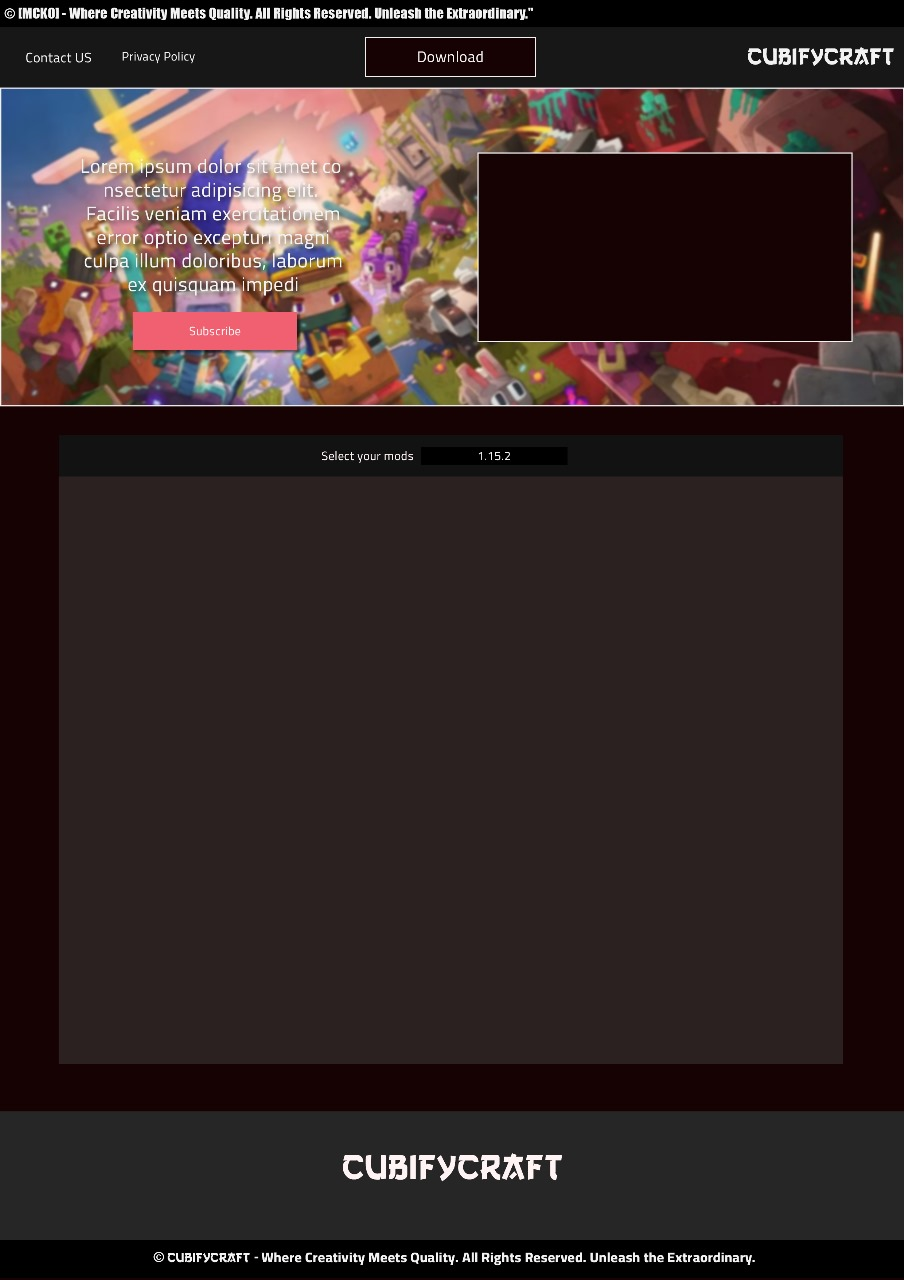 © [MCKO] - Where Creativity Meets Quality. All Rights Reserved. Unleash the Extraordinary."
Contact US
Privacy Policy
Download
CUBIFYCRAFT
Lorem ipsum dolor sit amet co
nsectetur adipisicing elit.
Facilis veniam exercitationem
error optio excepturi magni
culpa illum doloribus, laborum
ex quisquam impedi
Subscribe
Select your mods 1.15.2
CUBIFYCRAFT
© CUBIFYCRAFT - Where Creativity Meets Quality. All Rights Reserved. Unleash the Extraordinary.